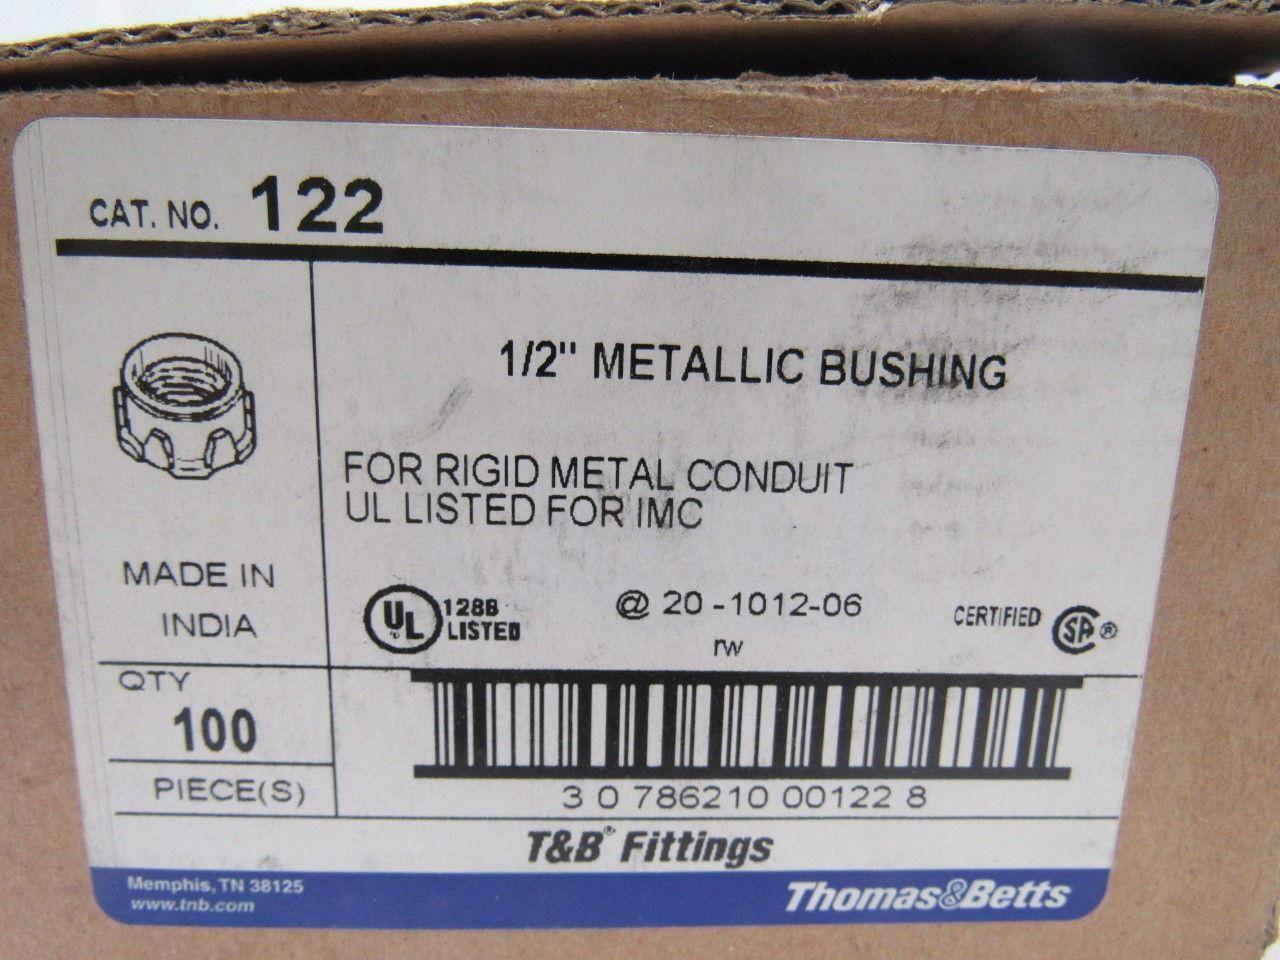 CAT. NO. 122
1/2" METALLIC BUSHING
FOR RIGID METAL CONDUIT
UL LISTED FOR IMC
MADE IN
INDIA
UL 128B
LISTED
@ 20 -1012-06
rw
CERTIFIED SA ®
QTY
100
PIECE(S)
3 0 786210 00122 8
T&B® Fittings
Memphis, TN 38125
www.tnb.com
Thomas&Betts